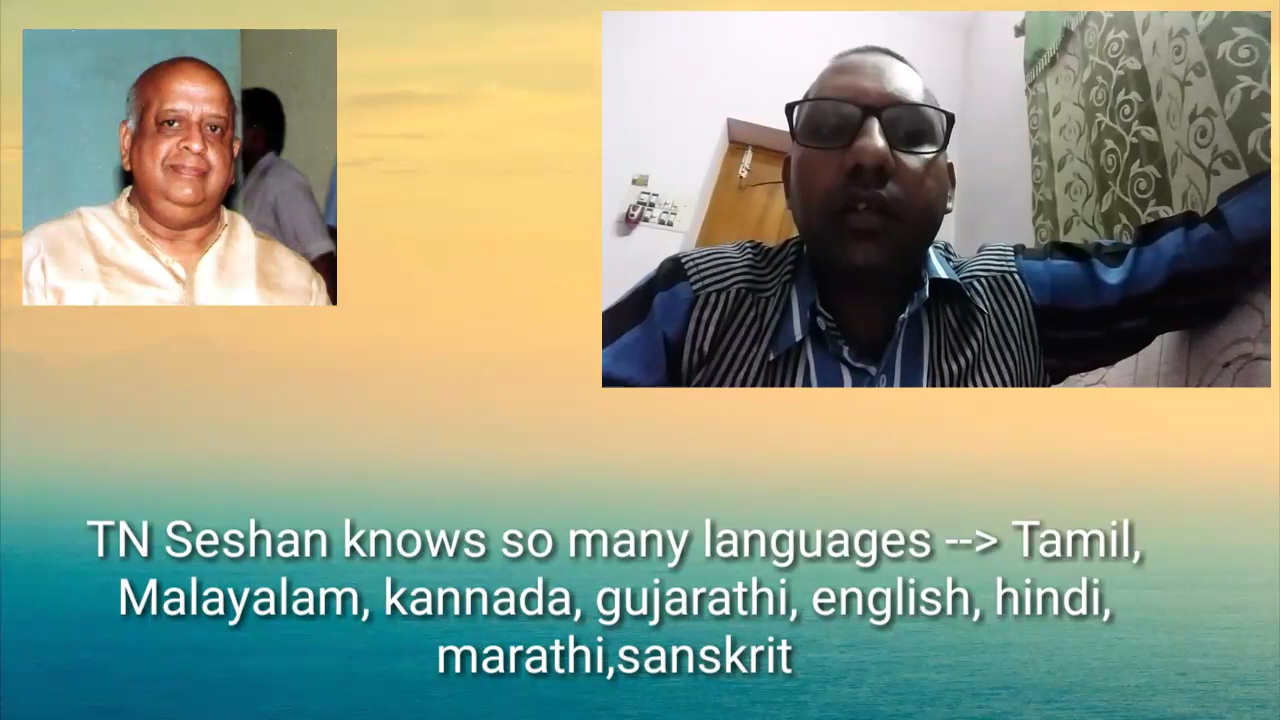 TN Seshan knows so many languages --> Tamil,
Malayalam, kannada, gujarathi, english, hindi,
marathi,sanskrit